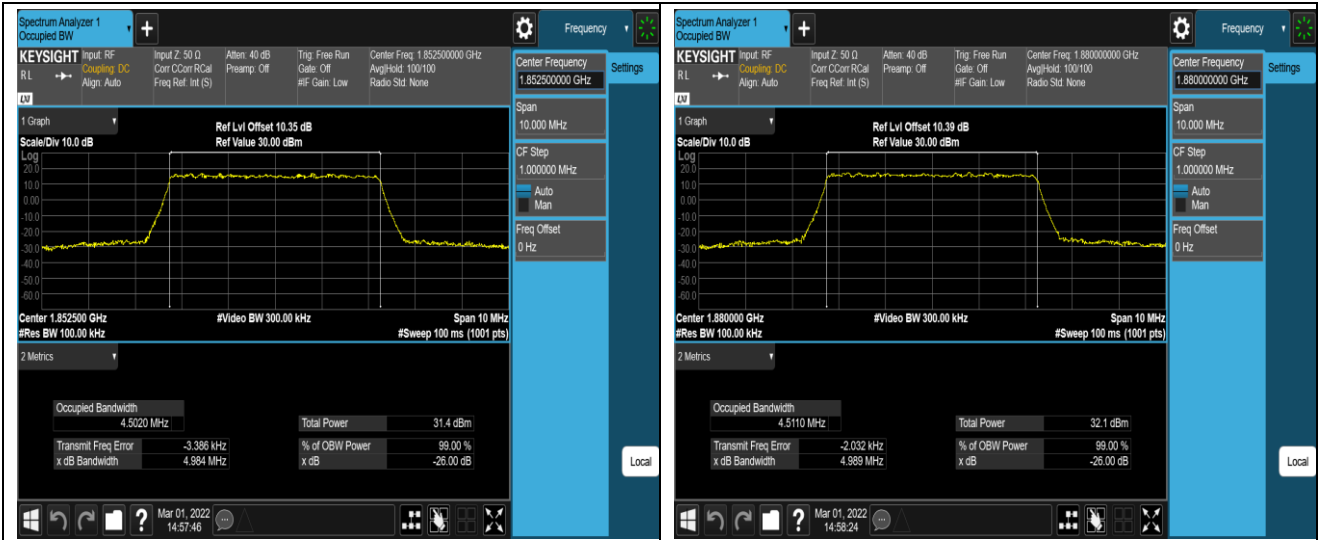 Spectrum Analyzer 1
Occupied BW
+
Frequency
KEYSIGHT
RL
LXI
Input: RF
Coupling: DC
Align: Auto
Input Z: 50 Ω
Corr CCorr RCal
Freq Ref: Int (S)
Atten: 40 dB
Preamp: Off
Trig: Free Run
Gate: Off
#IF Gain: Low
Center Freq: 1.852500000 GHz
Avg|Hold: 100/100
Radio Std: None
Center Frequency
1.852500000 GHz
Settings
Span
10.000 MHz
CF Step
1.000000 MHz
Auto
Man
Freq Offset
0 Hz
Local
1 Graph
Scale/Div 10.0 dB
Ref Lvl Offset 10.35 dB
Ref Value 30.00 dBm
Log
20.0
10.0
0.00
-10.0
-20.0
-30.0
-40.0
-50.0
-60.0
Center 1.852500 GHz
#Video BW 300.00 kHz
Span 10 MHz
#Res BW 100.00 kHz
#Sweep 100 ms (1001 pts)
2 Metrics
Occupied Bandwidth
4.5020 MHz
Total Power 31.4 dBm
Transmit Freq Error -3.386 kHz
% of OBW Power 99.00 %
x dB Bandwidth 4.984 MHz
x dB -26.00 dB
?
Mar 01, 2022
14:57:46
Spectrum Analyzer 1
Occupied BW
+
Frequency
KEYSIGHT
RL
LXI
Input: RF
Coupling: DC
Align: Auto
Input Z: 50 Ω
Corr CCorr RCal
Freq Ref: Int (S)
Atten: 40 dB
Preamp: Off
Trig: Free Run
Gate: Off
#IF Gain: Low
Center Freq: 1.880000000 GHz
Avg|Hold: 100/100
Radio Std: None
Center Frequency
1.880000000 GHz
Settings
Span
10.000 MHz
CF Step
1.000000 MHz
Auto
Man
Freq Offset
0 Hz
Local
1 Graph
Scale/Div 10.0 dB
Ref Lvl Offset 10.39 dB
Ref Value 30.00 dBm
Log
20.0
10.0
0.00
-10.0
-20.0
-30.0
-40.0
-50.0
-60.0
Center 1.880000 GHz
#Video BW 300.00 kHz
Span 10 MHz
#Res BW 100.00 kHz
#Sweep 100 ms (1001 pts)
2 Metrics
Occupied Bandwidth
4.5110 MHz
Total Power 32.1 dBm
Transmit Freq Error -2.032 kHz
% of OBW Power 99.00 %
x dB Bandwidth 4.989 MHz
x dB -26.00 dB
?
Mar 01, 2022
14:58:24